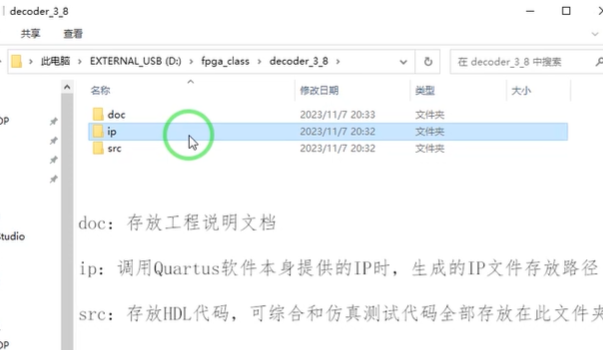 decoder_3_8
共享 查看
此电脑 EXTERNAL_USB (D:) fpga_class decoder_3_8 在 decoder_3_8 中搜索
名称 修改日期 类型 大小
doc 2023/11/7 20:33 文件夹
ip 2023/11/7 20:32 文件夹
src 2023/11/7 20:32 文件夹
doc：存放工程说明文档
tudio
ip：调用Quartus软件本身提供的IP时，生成的IP文件存放路径
src：存放HDL代码，可综合和仿真测试代码全部存放在此文件夹